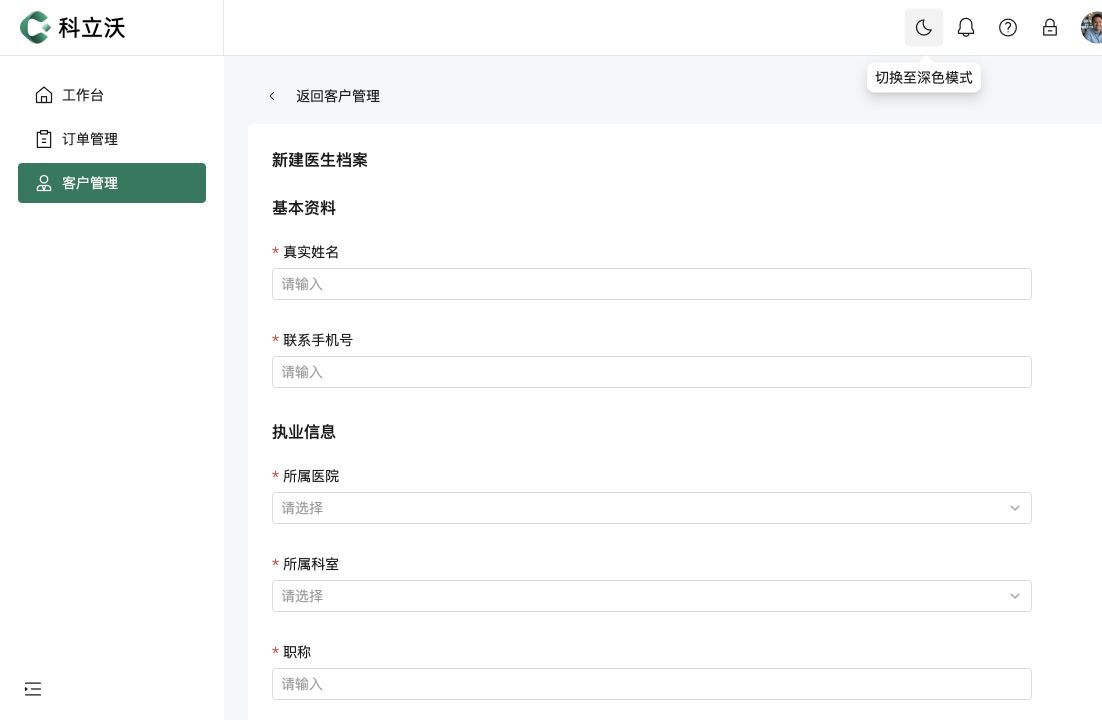 科立沃
切换至深色模式
工作台
订单管理
客户管理
返回客户管理
新建医生档案
基本资料
* 真实姓名
请输入
* 联系手机号
请输入
执业信息
* 所属医院
请选择
* 所属科室
请选择
* 职称
请输入